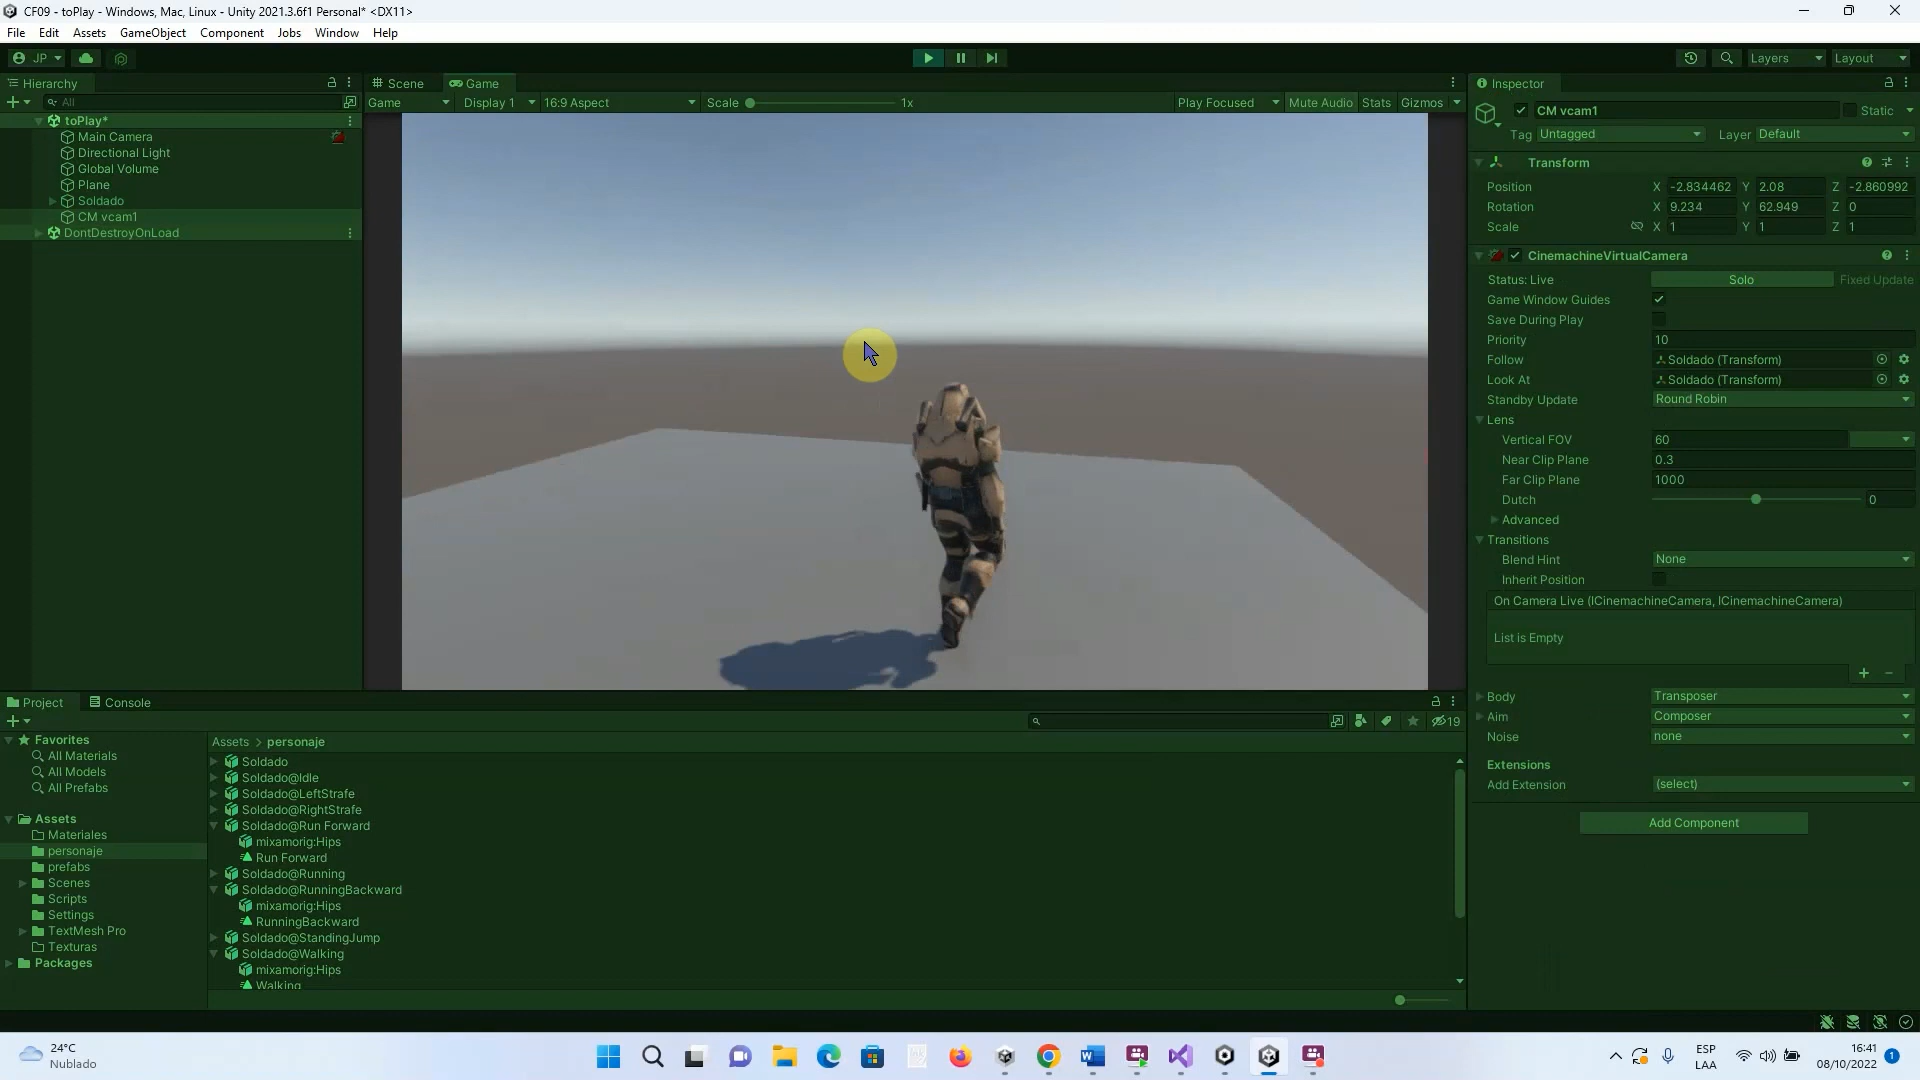 CF09 - toPlay - Windows, Mac, Linux - Unity 2021.3.6f1 Personal* <DX11>
File Edit Assets GameObject Component Jobs Window Help
JP
Layers Layout
Hierarchy
All
toPlay*
Main Camera
Directional Light
Global Volume
Plane
Soldado
CM vcam1
DontDestroyOnLoad
Scene Game
Game Display 1 16:9 Aspect Scale 1x Play Focused Mute Audio Stats Gizmos
Inspector
CM vcam1 Static
Tag Untagged Layer Default
Transform
Position X -2.834462 Y 2.08 Z -2.860992
Rotation X 9.234 Y 62.949 Z 0
Scale X 1 Y 1 Z 1
CinemachineVirtualCamera
Status: Live Solo Fixed Update
Game Window Guides
Save During Play
Priority 10
Follow Soldado (Transform)
Look At Soldado (Transform)
Standby Update Round Robin
Lens
Vertical FOV 60
Near Clip Plane 0.3
Far Clip Plane 1000
Dutch 0
Advanced
Transitions
Blend Hint None
Inherit Position
On Camera Live (ICinemachineCamera, ICinemachineCamera)
List is Empty
Body Transposer
Aim Composer
Noise none
Extensions
Add Extension (select)
Add Component
Project Console
19
Favorites
All Materials
All Models
All Prefabs
Assets
Materiales
personaje
prefabs
Scenes
Scripts
Settings
TextMesh Pro
Texturas
Packages
Assets > personaje
Soldado
Soldado@Idle
Soldado@LeftStrafe
Soldado@RightStrafe
Soldado@Run Forward
mixamorig:Hips
Run Forward
Soldado@Running
Soldado@RunningBackward
mixamorig:Hips
RunningBackward
Soldado@StandingJump
Soldado@Walking
mixamorig:Hips
Walking
24°C
Nublado
ESP
LAA
16:41
08/10/2022
1